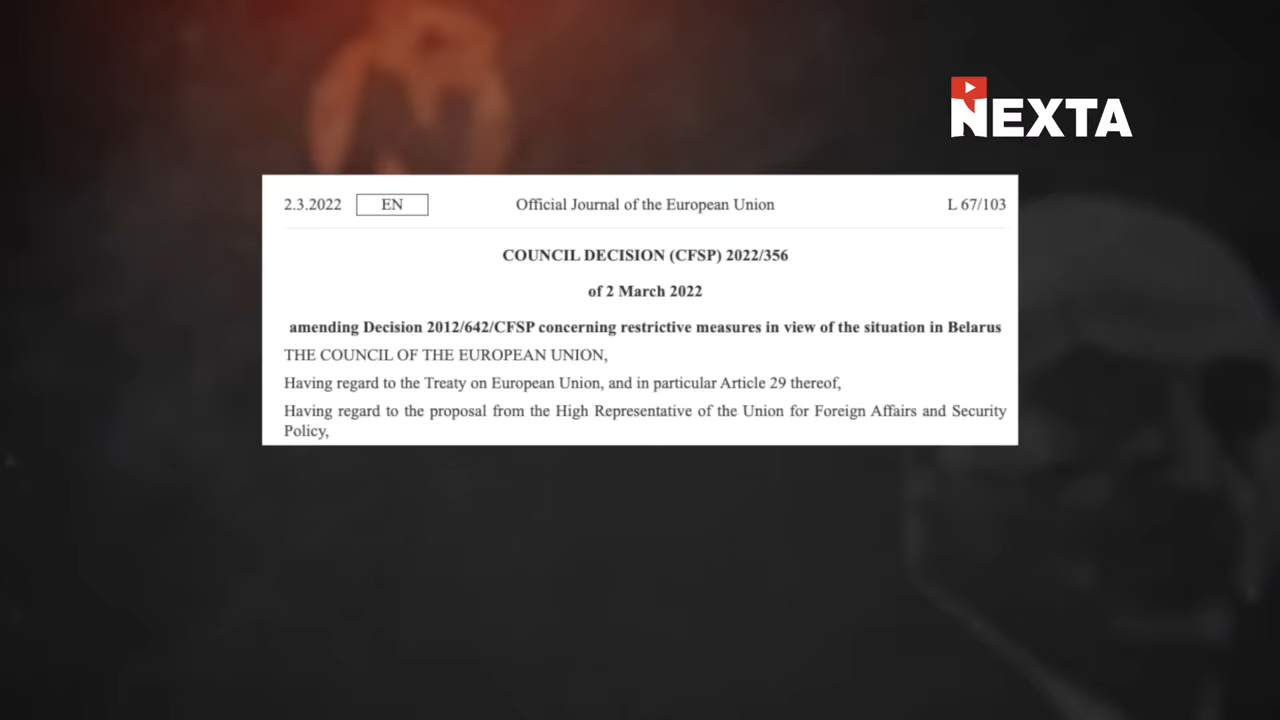 NEXTA
2.3.2022 EN Official Journal of the European Union L 67/103
COUNCIL DECISION (CFSP) 2022/356
of 2 March 2022
amending Decision 2012/642/CFSP concerning restrictive measures in view of the situation in Belarus
THE COUNCIL OF THE EUROPEAN UNION,
Having regard to the Treaty on European Union, and in particular Article 29 thereof,
Having regard to the proposal from the High Representative of the Union for Foreign Affairs and Security
Policy,